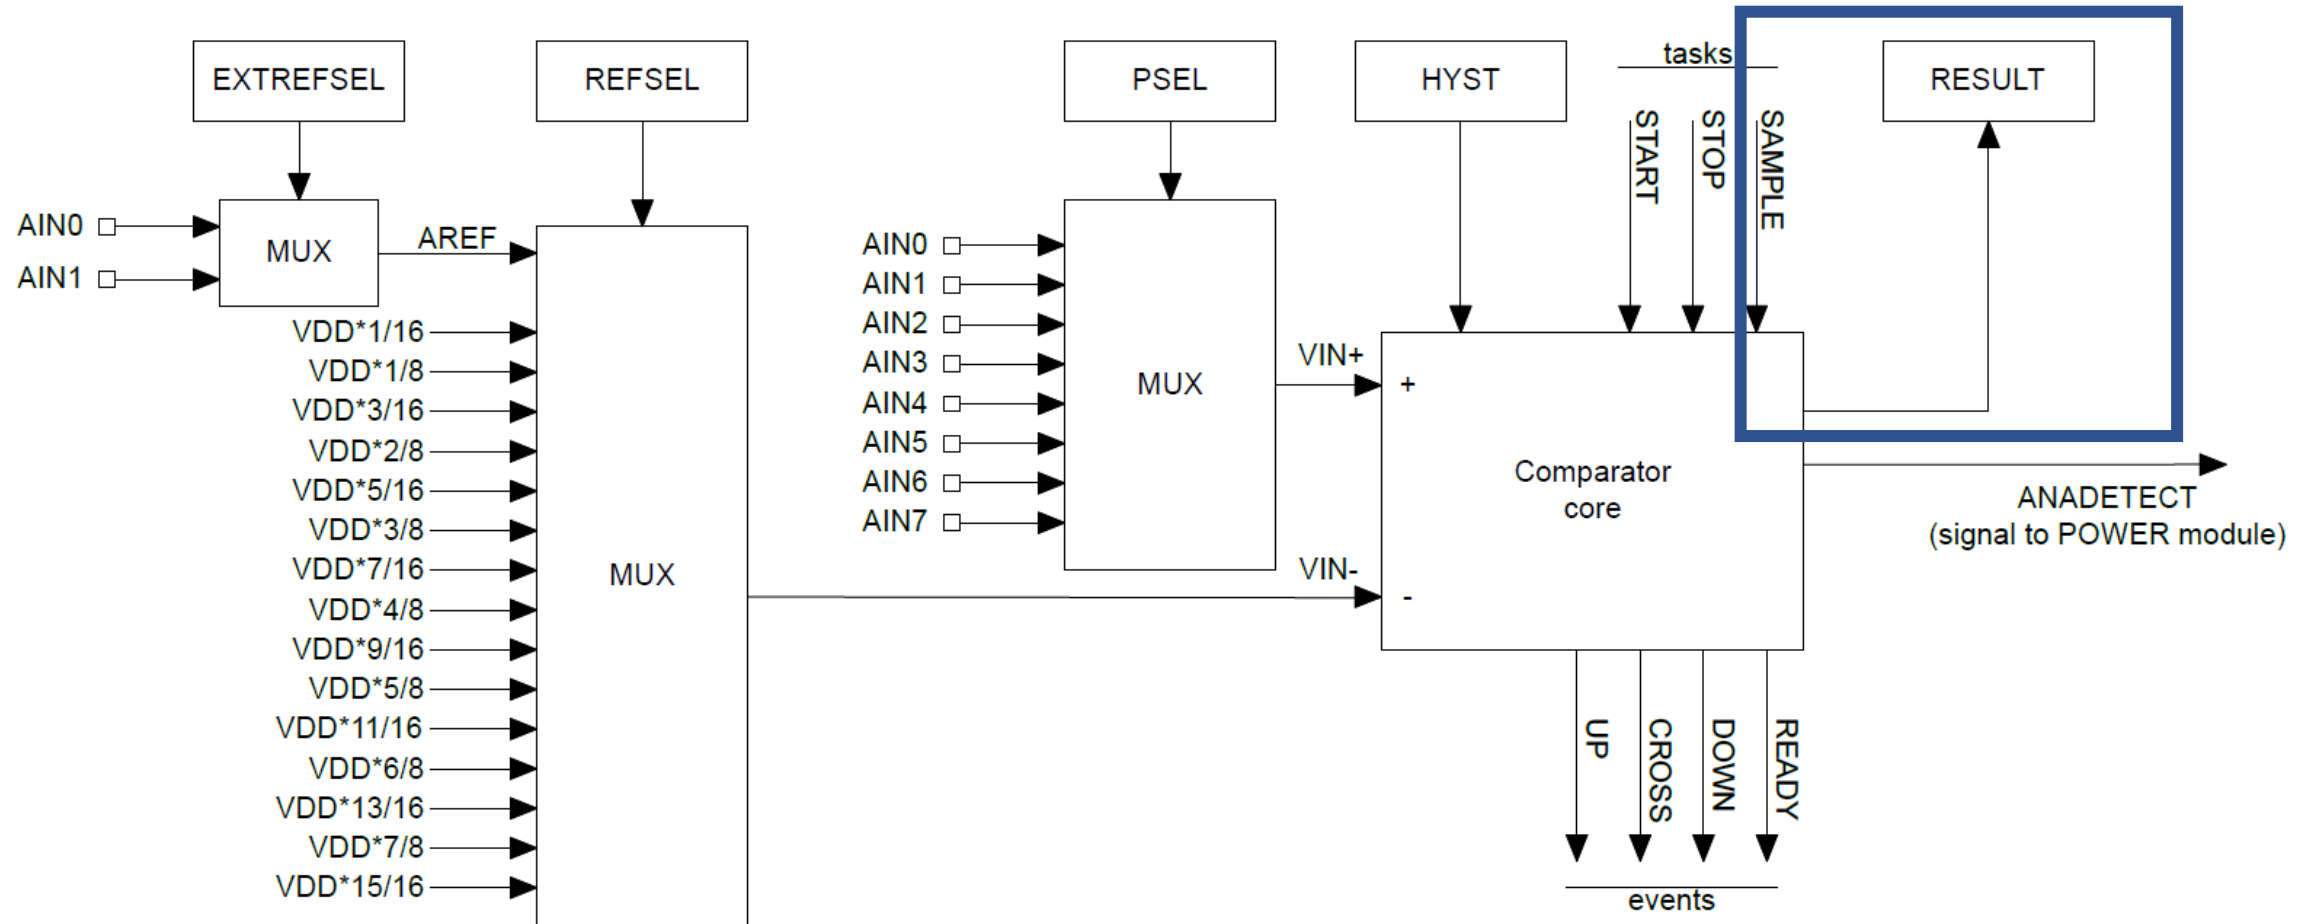 EXTREFSEL
REFSEL
PSEL
HYST
tasks
RESULT
START
STOP
SAMPLE
AIN0
AIN1
MUX
AREF
VDD*1/16
VDD*1/8
VDD*3/16
VDD*2/8
VDD*5/16
VDD*3/8
VDD*7/16
VDD*4/8
VDD*9/16
VDD*5/8
VDD*11/16
VDD*6/8
VDD*13/16
VDD*7/8
VDD*15/16
MUX
AIN0
AIN1
AIN2
AIN3
AIN4
AIN5
AIN6
AIN7
MUX
VIN+
VIN-
+
-
Comparator
core
ANADETECT
(signal to POWER module)
UP
CROSS
DOWN
READY
events